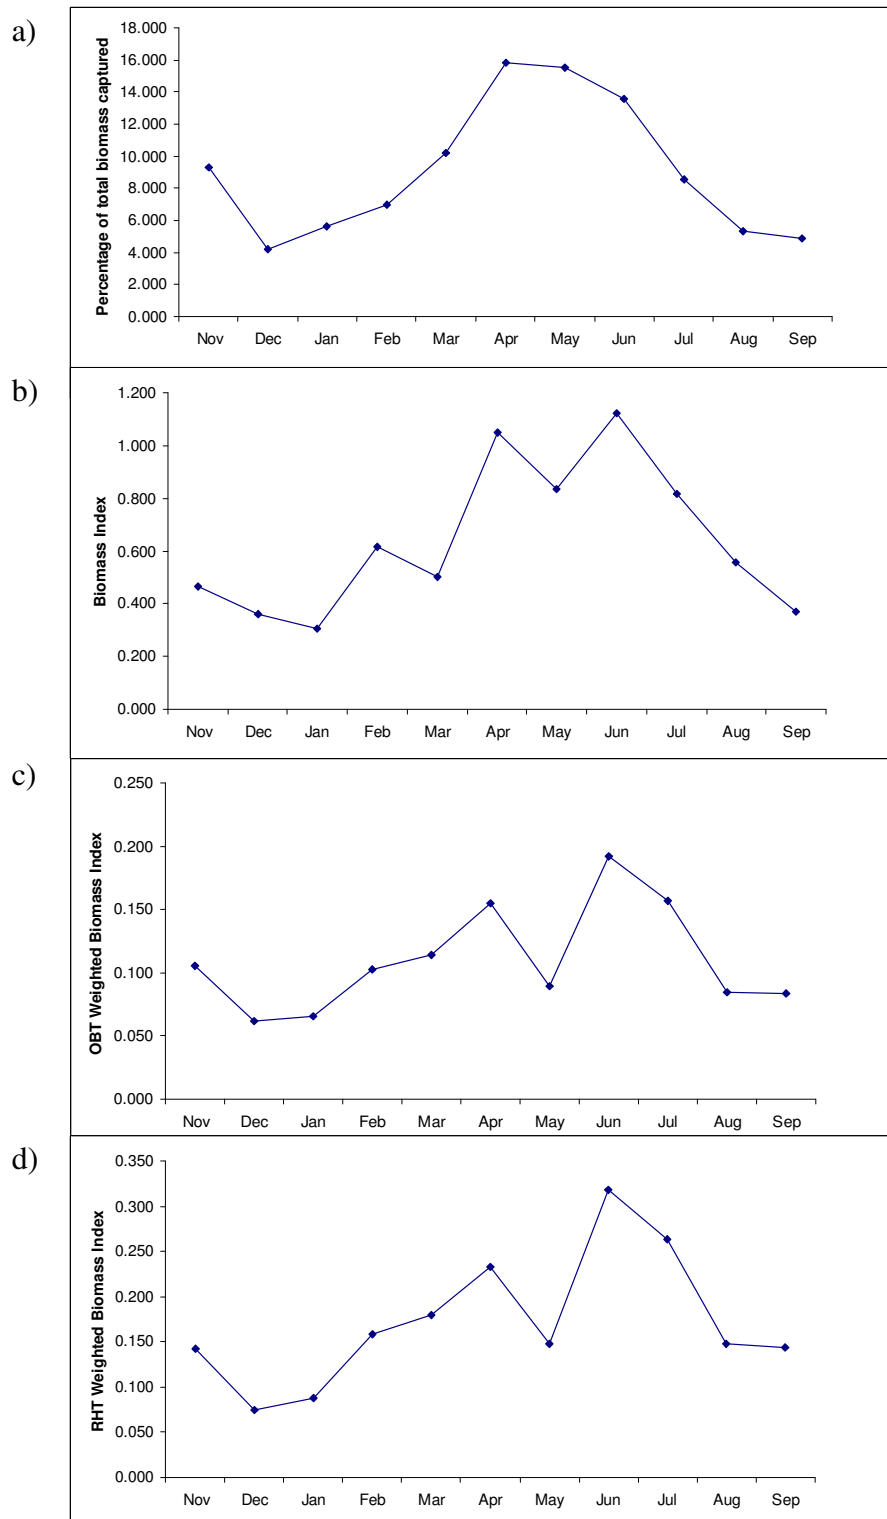 a)
Percentage of total biomass captured
18.000
16.000
14.000
12.000
10.000
8.000
6.000
4.000
2.000
0.000
Nov Dec Jan Feb Mar Apr May Jun Jul Aug Sep
b)
Biomass Index
1.200
1.000
0.800
0.600
0.400
0.200
0.000
Nov Dec Jan Feb Mar Apr May Jun Jul Aug Sep
c)
OBT Weighted Biomass Index
0.250
0.200
0.150
0.100
0.050
0.000
Nov Dec Jan Feb Mar Apr May Jun Jul Aug Sep
d)
RHT Weighted Biomass Index
0.350
0.300
0.250
0.200
0.150
0.100
0.050
0.000
Nov Dec Jan Feb Mar Apr May Jun Jul Aug Sep